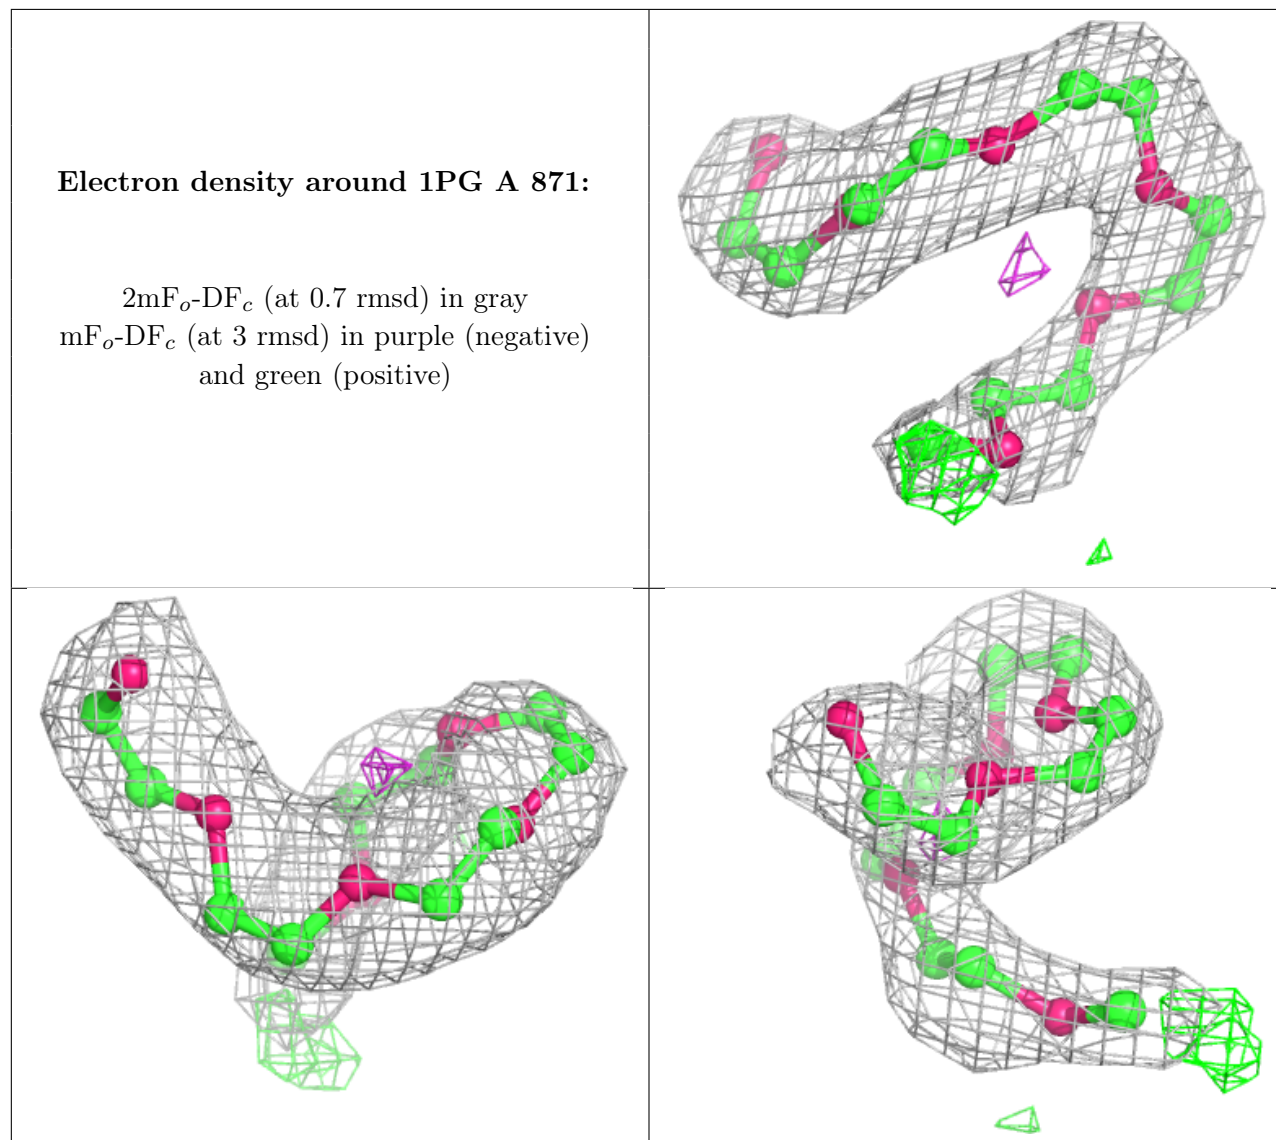 Electron density around 1PG A 871:
2mFo-DFc (at 0.7 rmsd) in gray
mFo-DFc (at 3 rmsd) in purple (negative)
and green (positive)